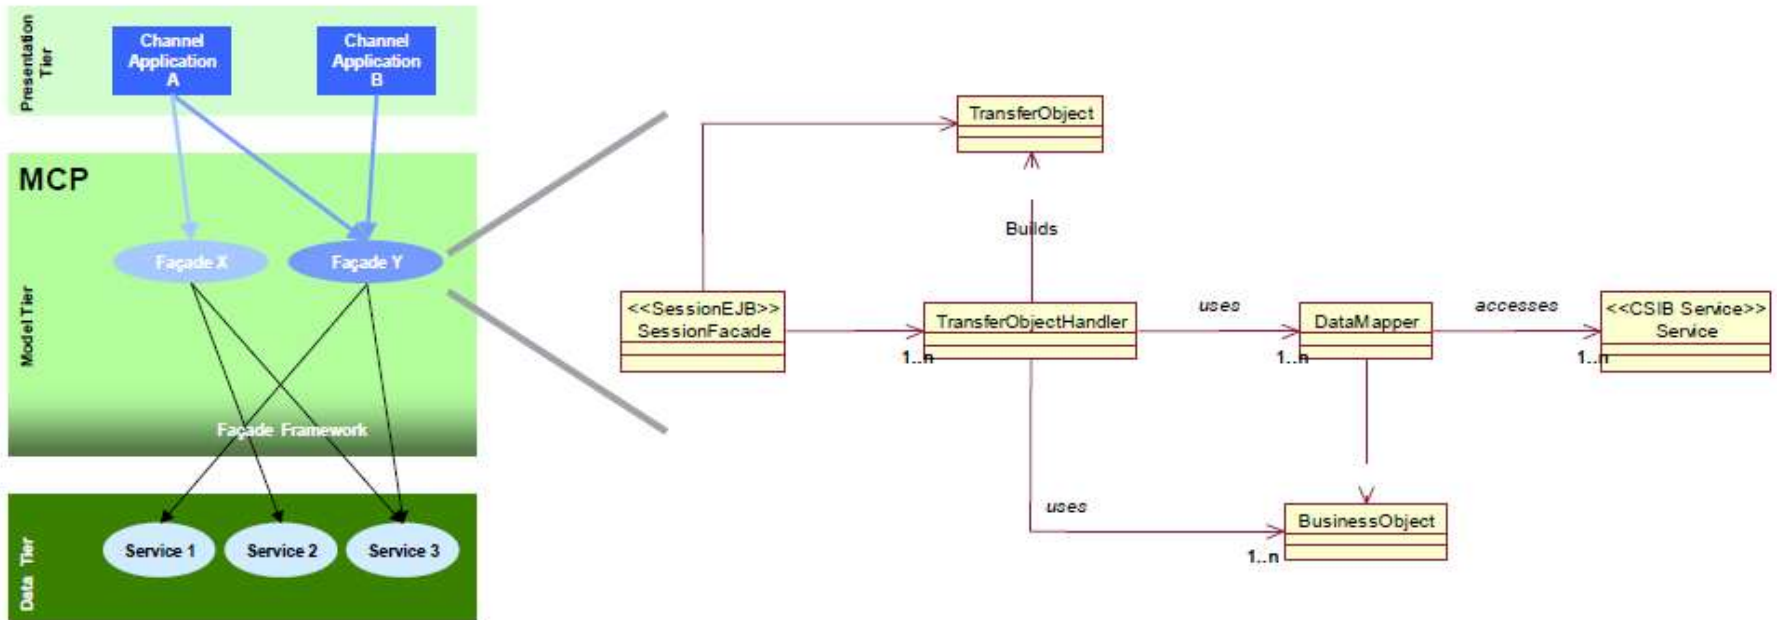 Presentation
Tier
Channel
Application
A
Channel
Application
B
MCP
Model Tier
Façade X
Façade Y
Façade Framework
Data Tier
Service 1
Service 2
Service 3
TransferObject
Builds
<<SessionEJB>>
SessionFacade
1..n
TransferObjectHandler
uses
1..n
DataMapper
accesses
1..n
<<CSIB Service>>
Service
uses
1..n
BusinessObject